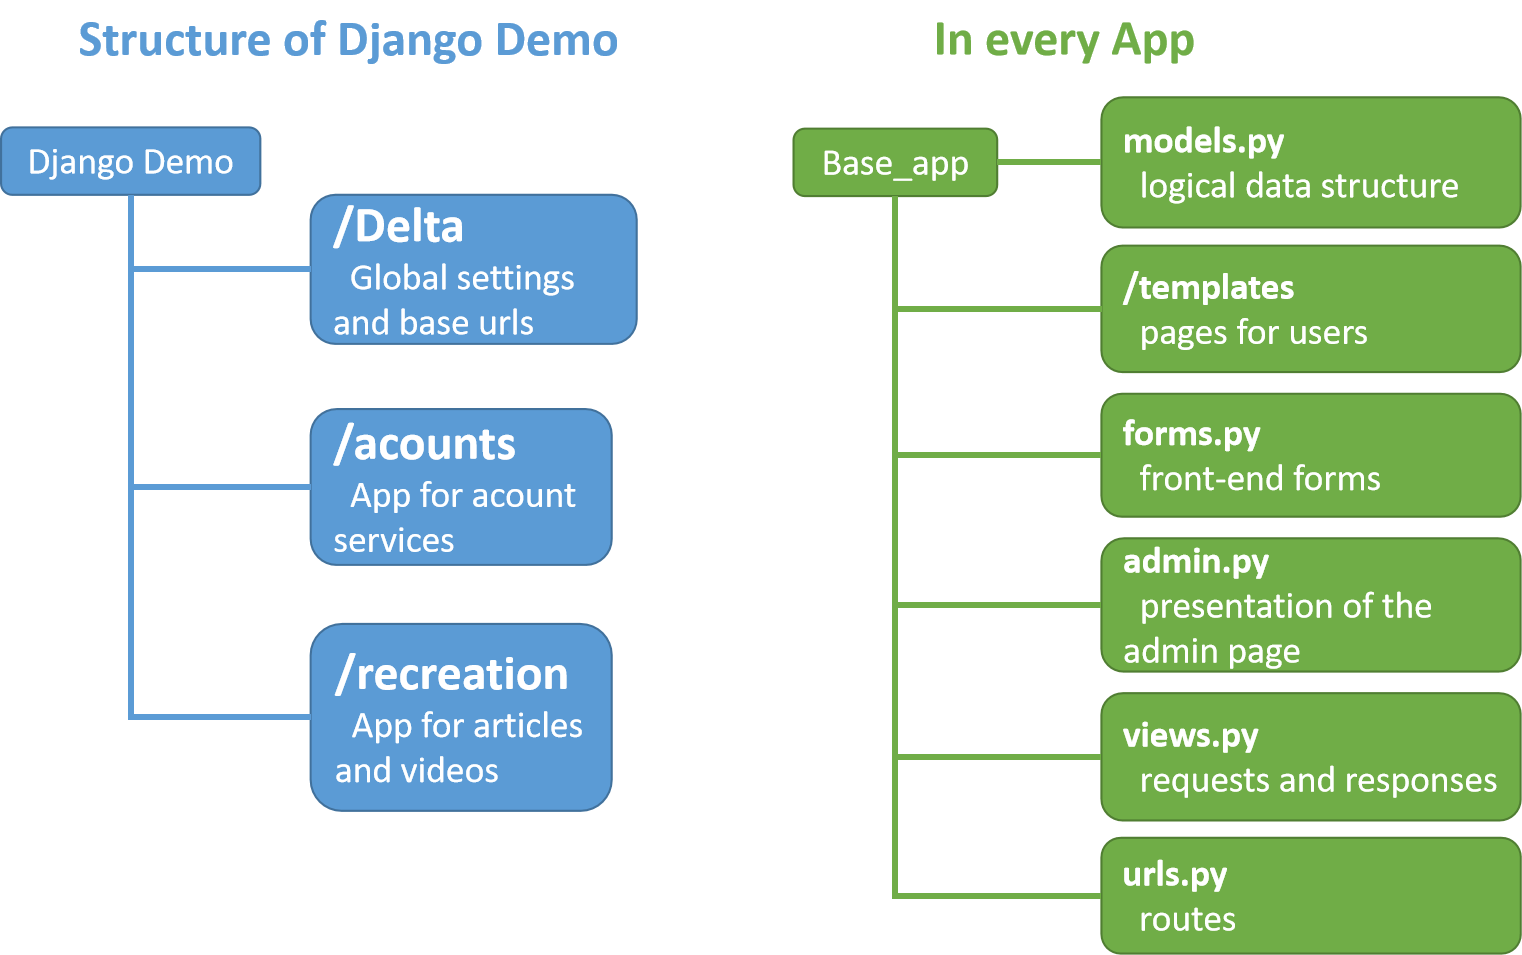 Structure of Django Demo
Django Demo
/Delta
Global settings
and base urls
/acounts
App for acount
services
/recreation
App for articles
and videos
In every App
Base_app
models.py
logical data structure
/templates
pages for users
forms.py
front-end forms
admin.py
presentation of the
admin page
views.py
requests and responses
urls.py
routes